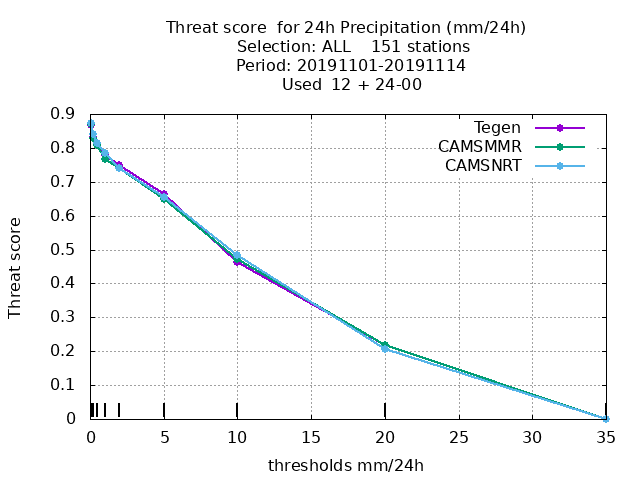 Threat score  for 24h Precipitation (mm/24h)
Selection: ALL    151 stations
Period: 20191101-20191114
Used  12 + 24-00
Tegen
CAMSMMR
CAMSNRT
0.9
0.8
0.7
0.6
0.5
0.4
0.3
0.2
0.1
0
Threat score
0 5 10 15 20 25 30 35
thresholds mm/24h